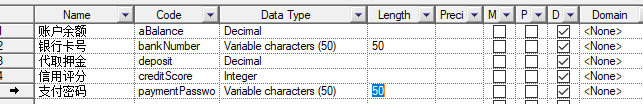 Name Code Data Type Length Preci M P D Domain
1 账户余额 aBalance Decimal <None>
2 银行卡号 bankNumber Variable characters (50) 50 <None>
3 代取押金 deposit Decimal <None>
4 信用评分 creditScore Integer <None>
支付密码 paymentPasswo Variable characters (50) 50 <None>